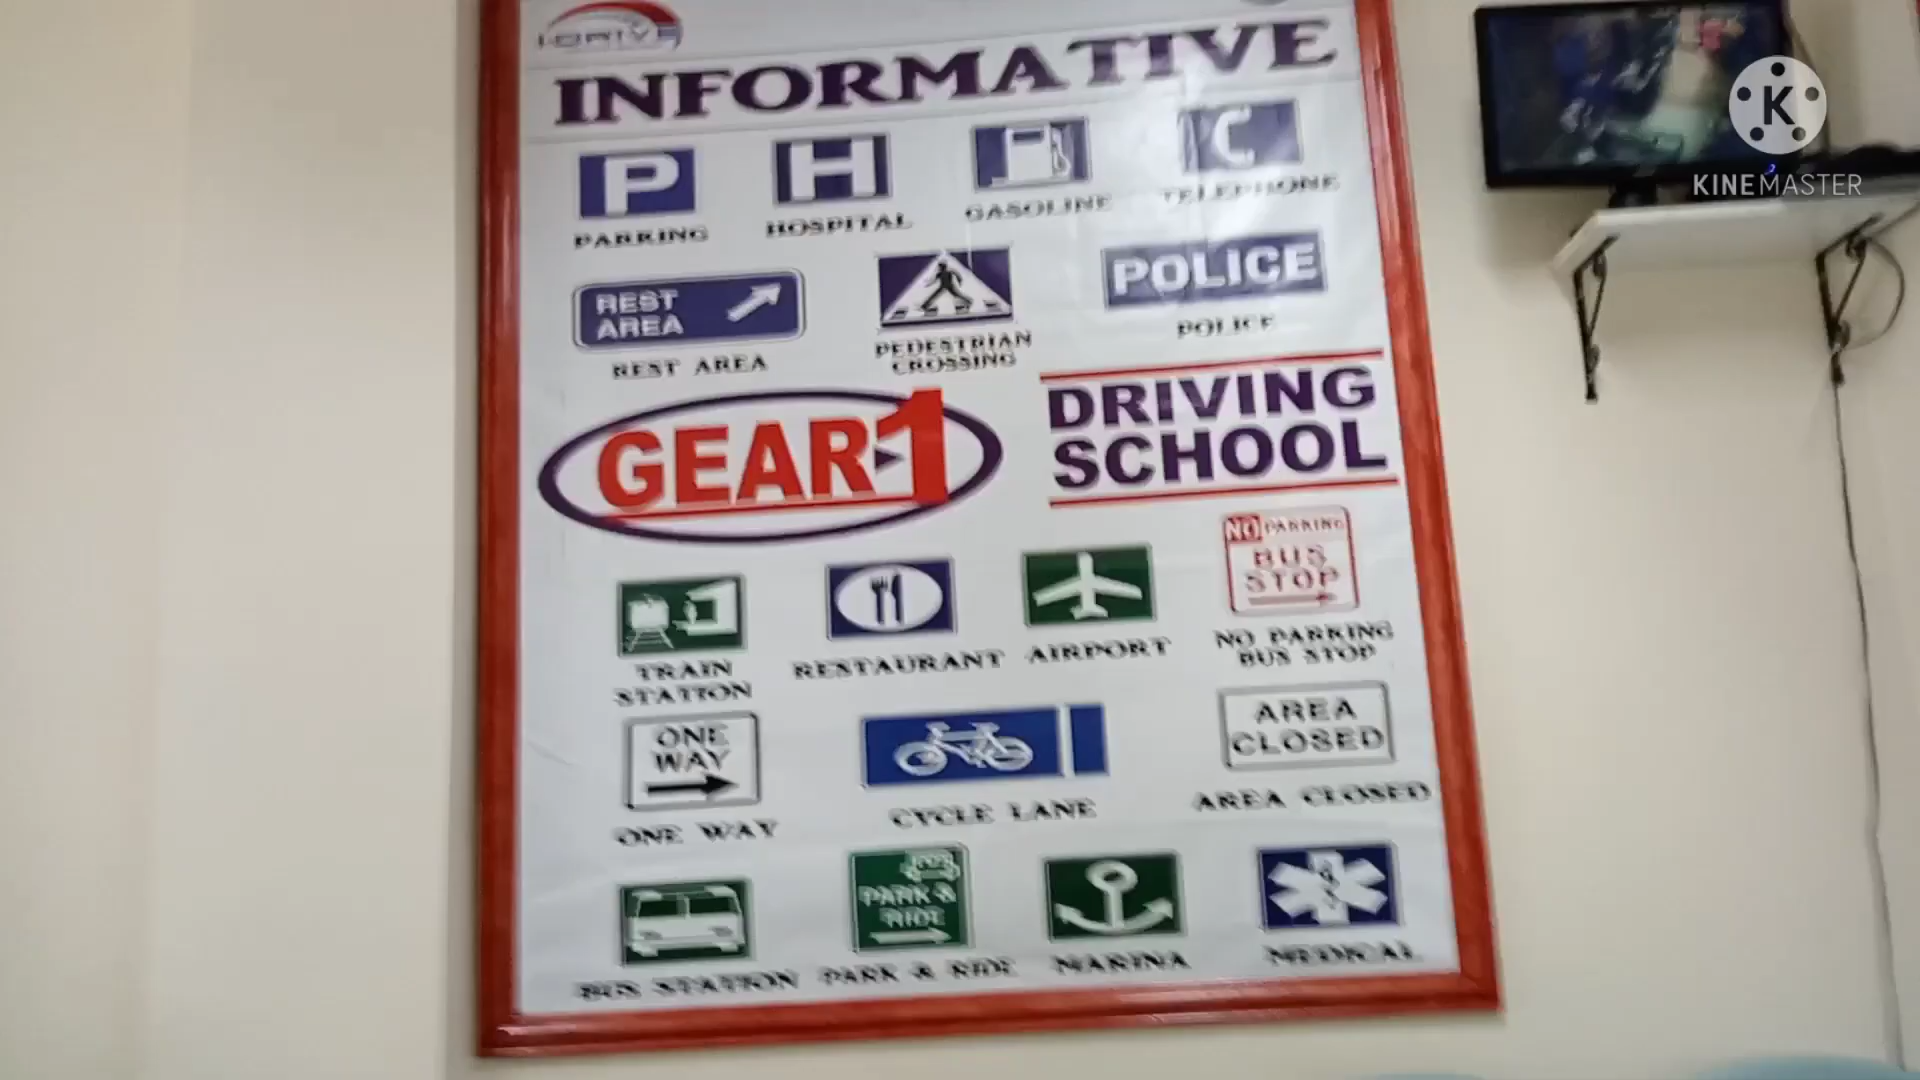 I-DRIVE
INFORMATIVE
P
H
C
PARKING
HOSPITAL
GASOLINE
TELEPHONE
REST
AREA
POLICE
REST AREA
PEDESTRIAN
CROSSING
POLICE
GEAR-1
DRIVING
SCHOOL
NO PARKING
BUS
STOP
TRAIN
STATION
RESTAURANT
AIRPORT
NO PARKING
BUS STOP
ONE
WAY
AREA
CLOSED
ONE WAY
CYCLE LANE
AREA CLOSED
PARK &
RIDE
BUS STATION
PARK & RIDE
MARINA
MEDICAL
K
KINEMASTER